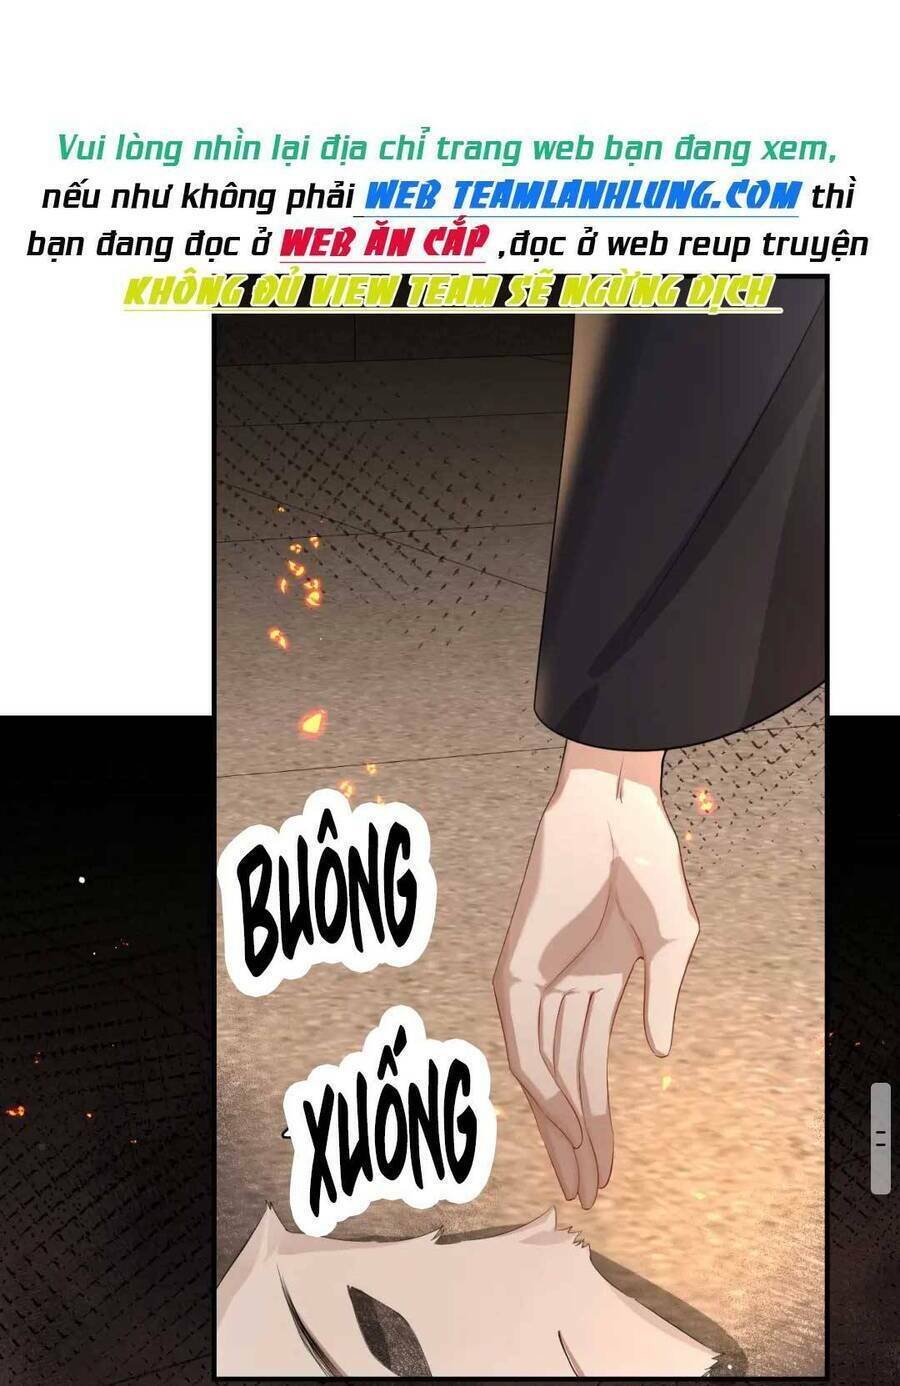 Vui lòng nhìn lại địa chỉ trang web bạn đang xem,
nếu như không phải WEB TEAMLANHLUNG.COM thì
bạn đang đọc ở WEB ĂN CẮP ,đọc ở web reup truyện
KHÔNG ĐỦ VIEW TEAM SẼ NGỪNG DỊCH
BUÔNG
XUỐNG